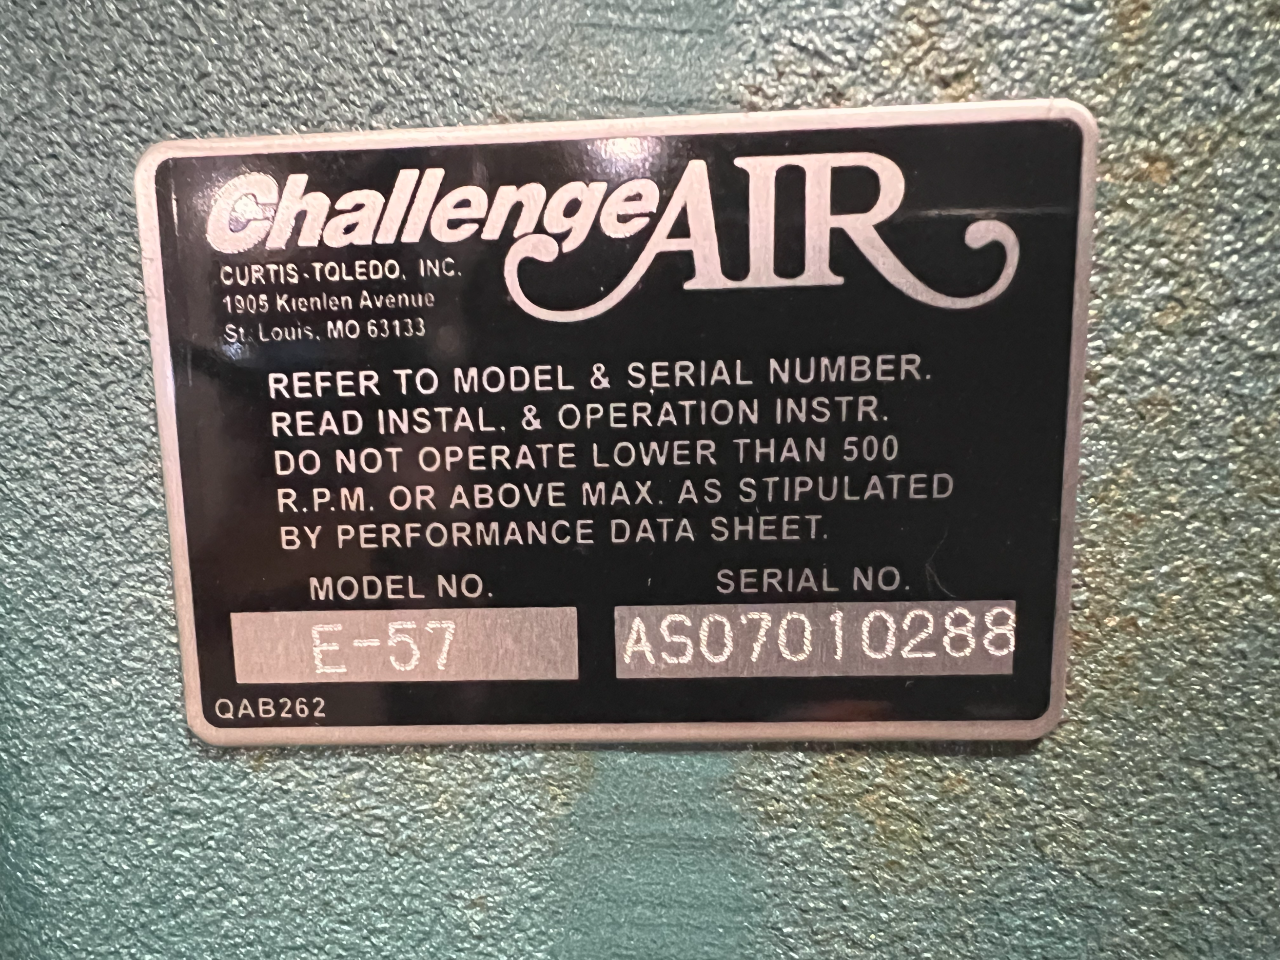 ChallengeAIR
CURTIS-TOLEDO, INC.
1905 Kienlen Avenue
St. Louis, MO 63133
REFER TO MODEL & SERIAL NUMBER.
READ INSTAL. & OPERATION INSTR.
DO NOT OPERATE LOWER THAN 500
R.P.M. OR ABOVE MAX. AS STIPULATED
BY PERFORMANCE DATA SHEET.
MODEL NO. SERIAL NO.
E-57 AS07010288
QAB262